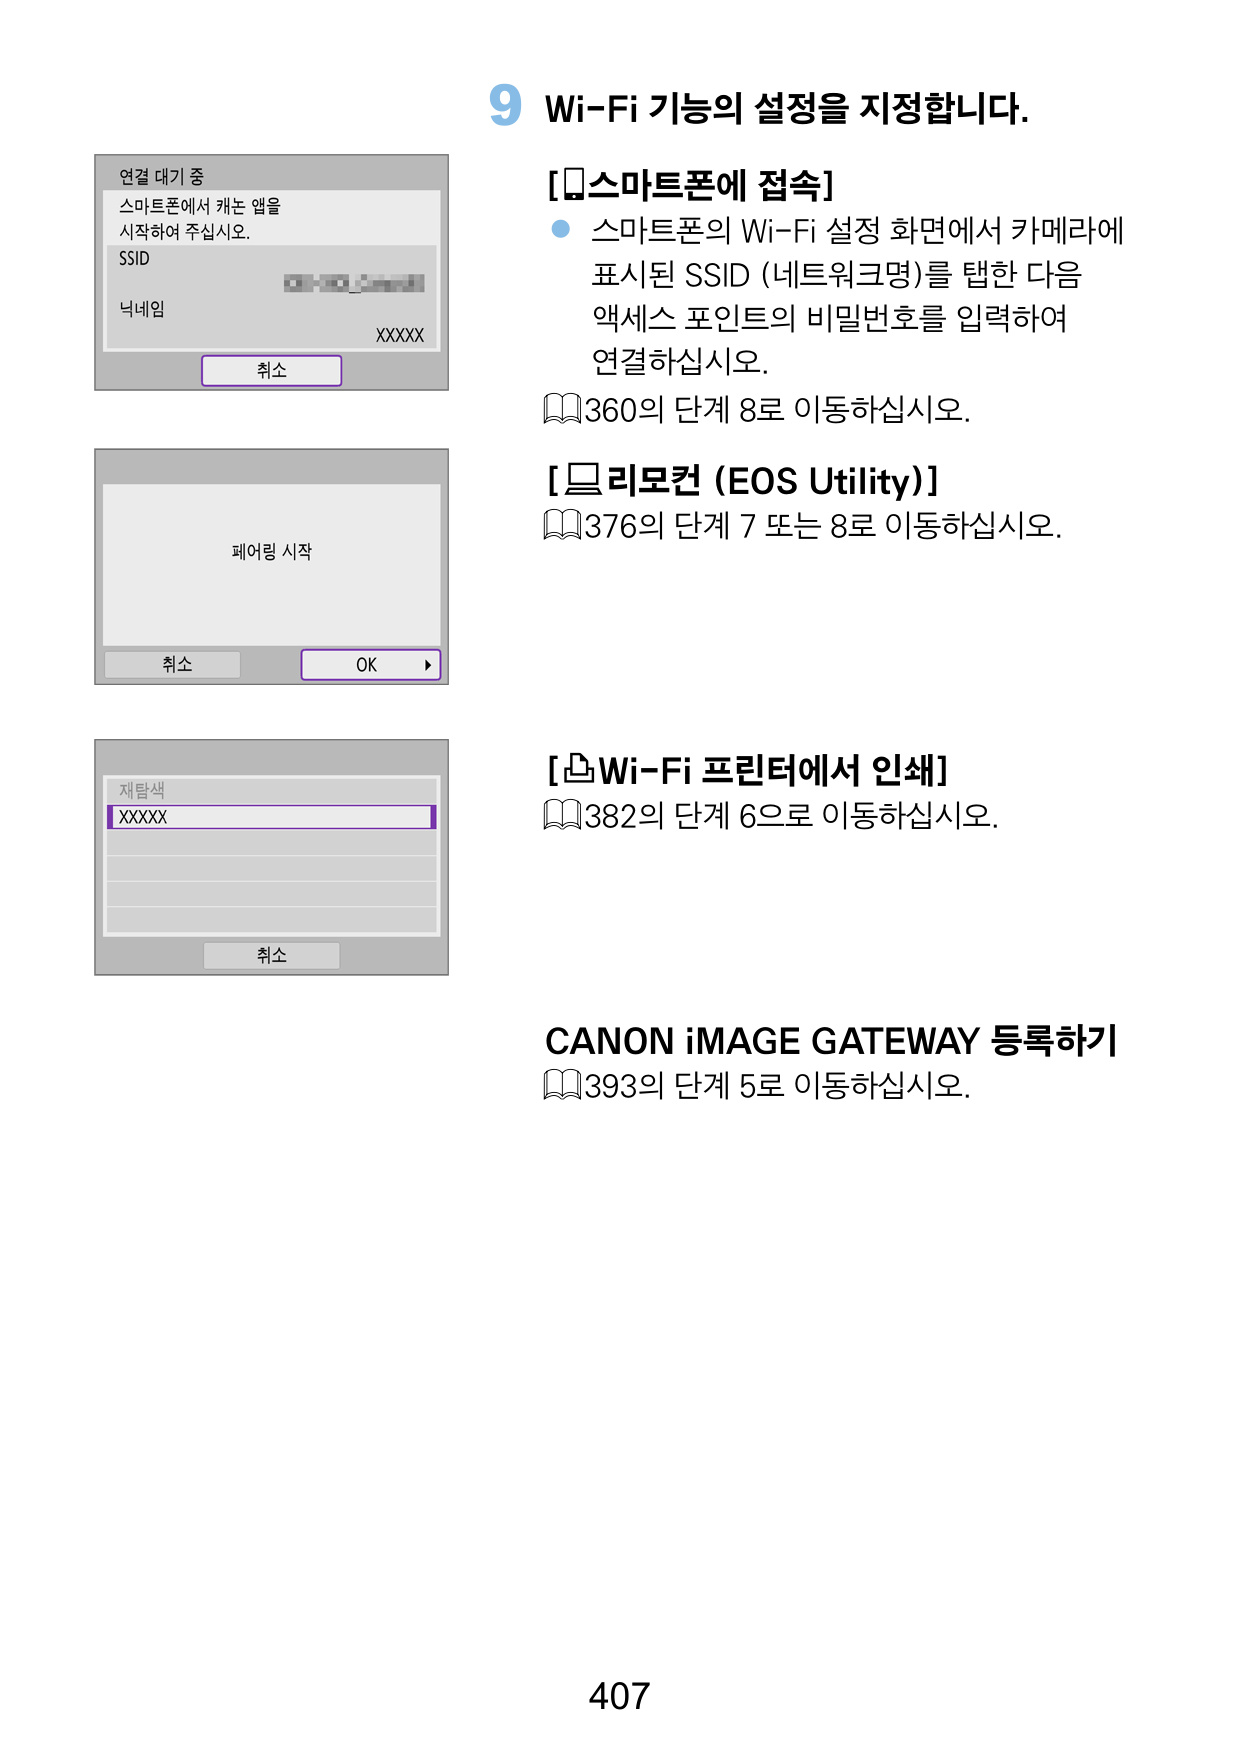 9 Wi-Fi 기능의 설정을 지정합니다.
연결 대기 중
스마트폰에서 캐논 앱을
시작하여 주십시오.
SSID
닉네임
XXXXX
취소
[스마트폰에 접속]
● 스마트폰의 Wi-Fi 설정 화면에서 카메라에
표시된 SSID (네트워크명)를 탭한 다음
액세스 포인트의 비밀번호를 입력하여
연결하십시오.
360의 단계 8로 이동하십시오.
페어링 시작
취소
OK
[리모컨 (EOS Utility)]
376의 단계 7 또는 8로 이동하십시오.
재탐색
XXXXX
취소
[Wi-Fi 프린터에서 인쇄]
382의 단계 6으로 이동하십시오.
CANON iMAGE GATEWAY 등록하기
393의 단계 5로 이동하십시오.
407